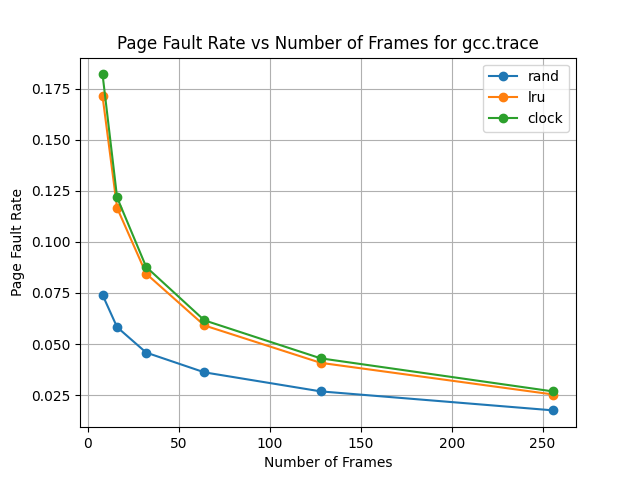 Page Fault Rate vs Number of Frames for gcc.trace
rand
lru
clock
Page Fault Rate
0.175
0.150
0.125
0.100
0.075
0.050
0.025
0
50
100
150
200
250
Number of Frames